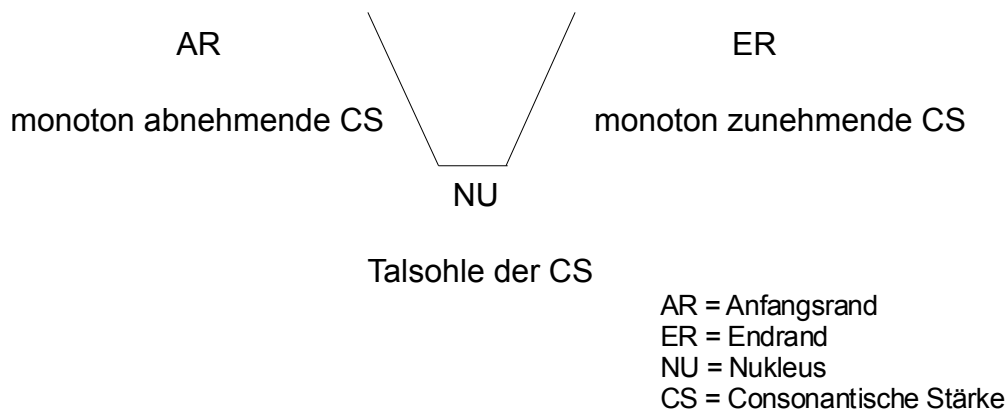 AR
ER
monoton abnehmende CS
monoton zunehmende CS
NU
Talsohle der CS
AR = Anfangsrand
ER = Endrand
NU = Nukleus
CS = Consonantische Stärke